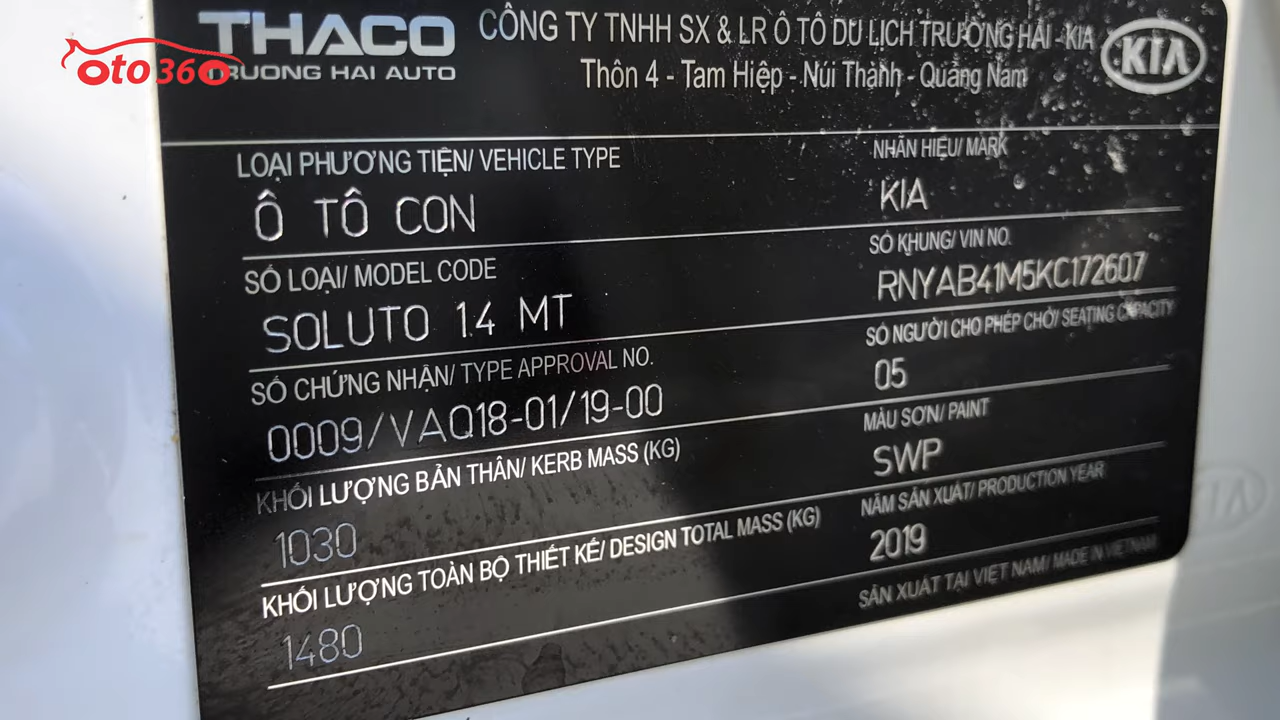 THACO
TRUONG HAI AUTO
oto360
CÔNG TY TNHH SX & LR Ô TÔ DU LỊCH TRƯỜNG HẢI - KIA
Thôn 4 - Tam Hiệp - Núi Thành - Quảng Nam
KIA
LOẠI PHƯƠNG TIỆN/ VEHICLE TYPE
Ô TÔ CON
NHÃN HIỆU/ MARK
KIA
SỐ LOẠI/ MODEL CODE
SOLUTO 1.4 MT
SỐ KHUNG/ VIN NO.
RNYAB41M5KC172607
SỐ CHỨNG NHẬN/ TYPE APPROVAL NO.
0009/VAQ18-01/19-00
SỐ NGƯỜI CHO PHÉP CHỞ/ SEATING CAPACITY
05
KHỐI LƯỢNG BẢN THÂN/ KERB MASS (KG)
1030
MÀU SƠN/ PAINT
SWP
KHỐI LƯỢNG TOÀN BỘ THIẾT KẾ/ DESIGN TOTAL MASS (KG)
1480
NĂM SẢN XUẤT/ PRODUCTION YEAR
2019
SẢN XUẤT TẠI VIỆT NAM/ MADE IN VIETNAM
KIA